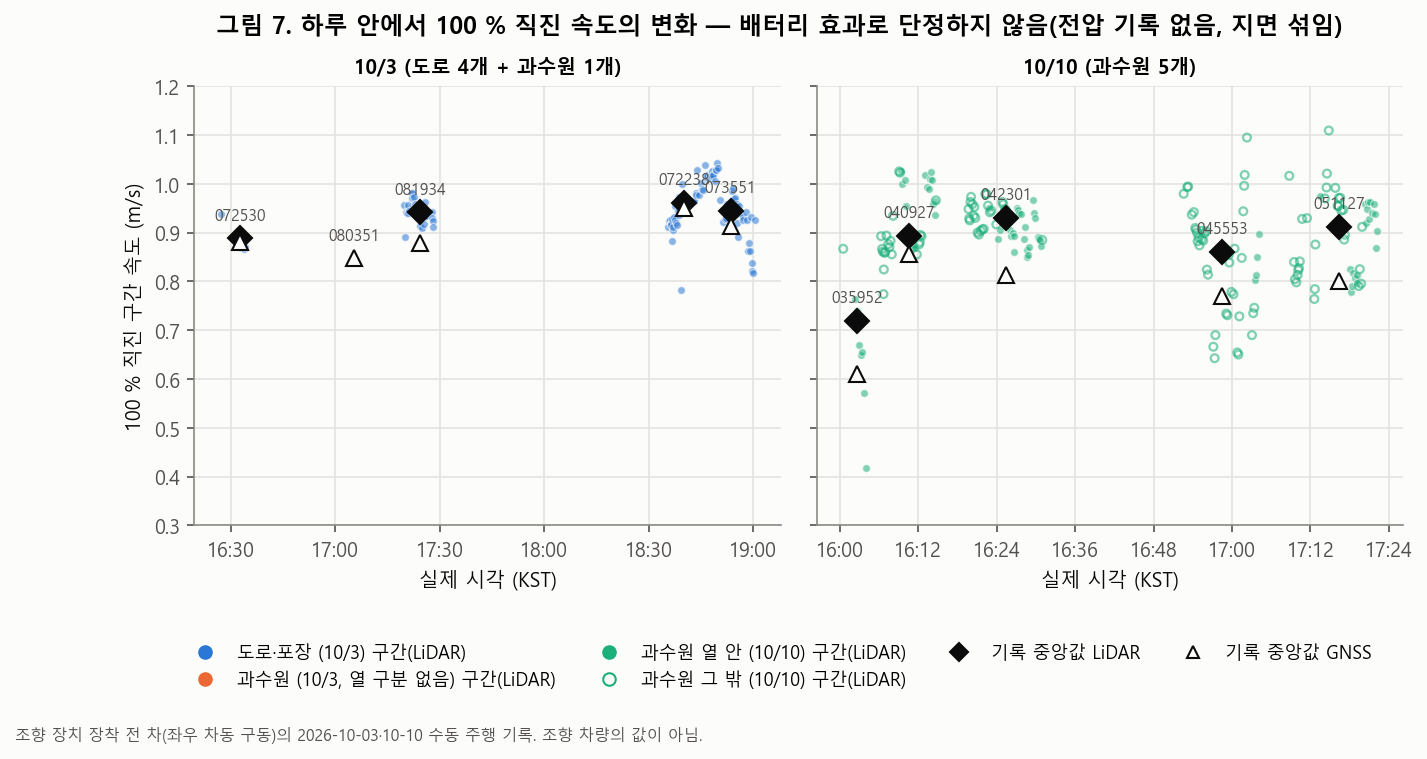 그림 7. 하루 안에서 100 % 직진 속도의 변화 — 배터리 효과로 단정하지 않음(전압 기록 없음, 지면 섞임)
10/3 (도로 4개 + 과수원 1개)
10/10 (과수원 5개)
100 % 직진 구간 속도 (m/s)
1.2
1.1
1.0
0.9
0.8
0.7
0.6
0.5
0.4
0.3
072530
080351
081934
072238
073551
035952
040927
042301
045553
051127
16:30 17:00 17:30 18:00 18:30 19:00
16:00 16:12 16:24 16:36 16:48 17:00 17:12 17:24
실제 시각 (KST)
실제 시각 (KST)
도로·포장 (10/3) 구간(LiDAR)
과수원 (10/3, 열 구분 없음) 구간(LiDAR)
과수원 열 안 (10/10) 구간(LiDAR)
과수원 그 밖 (10/10) 구간(LiDAR)
기록 중앙값 LiDAR
기록 중앙값 GNSS
조향 장치 장착 전 차(좌우 차동 구동)의 2026-10-03·10-10 수동 주행 기록. 조향 차량의 값이 아님.